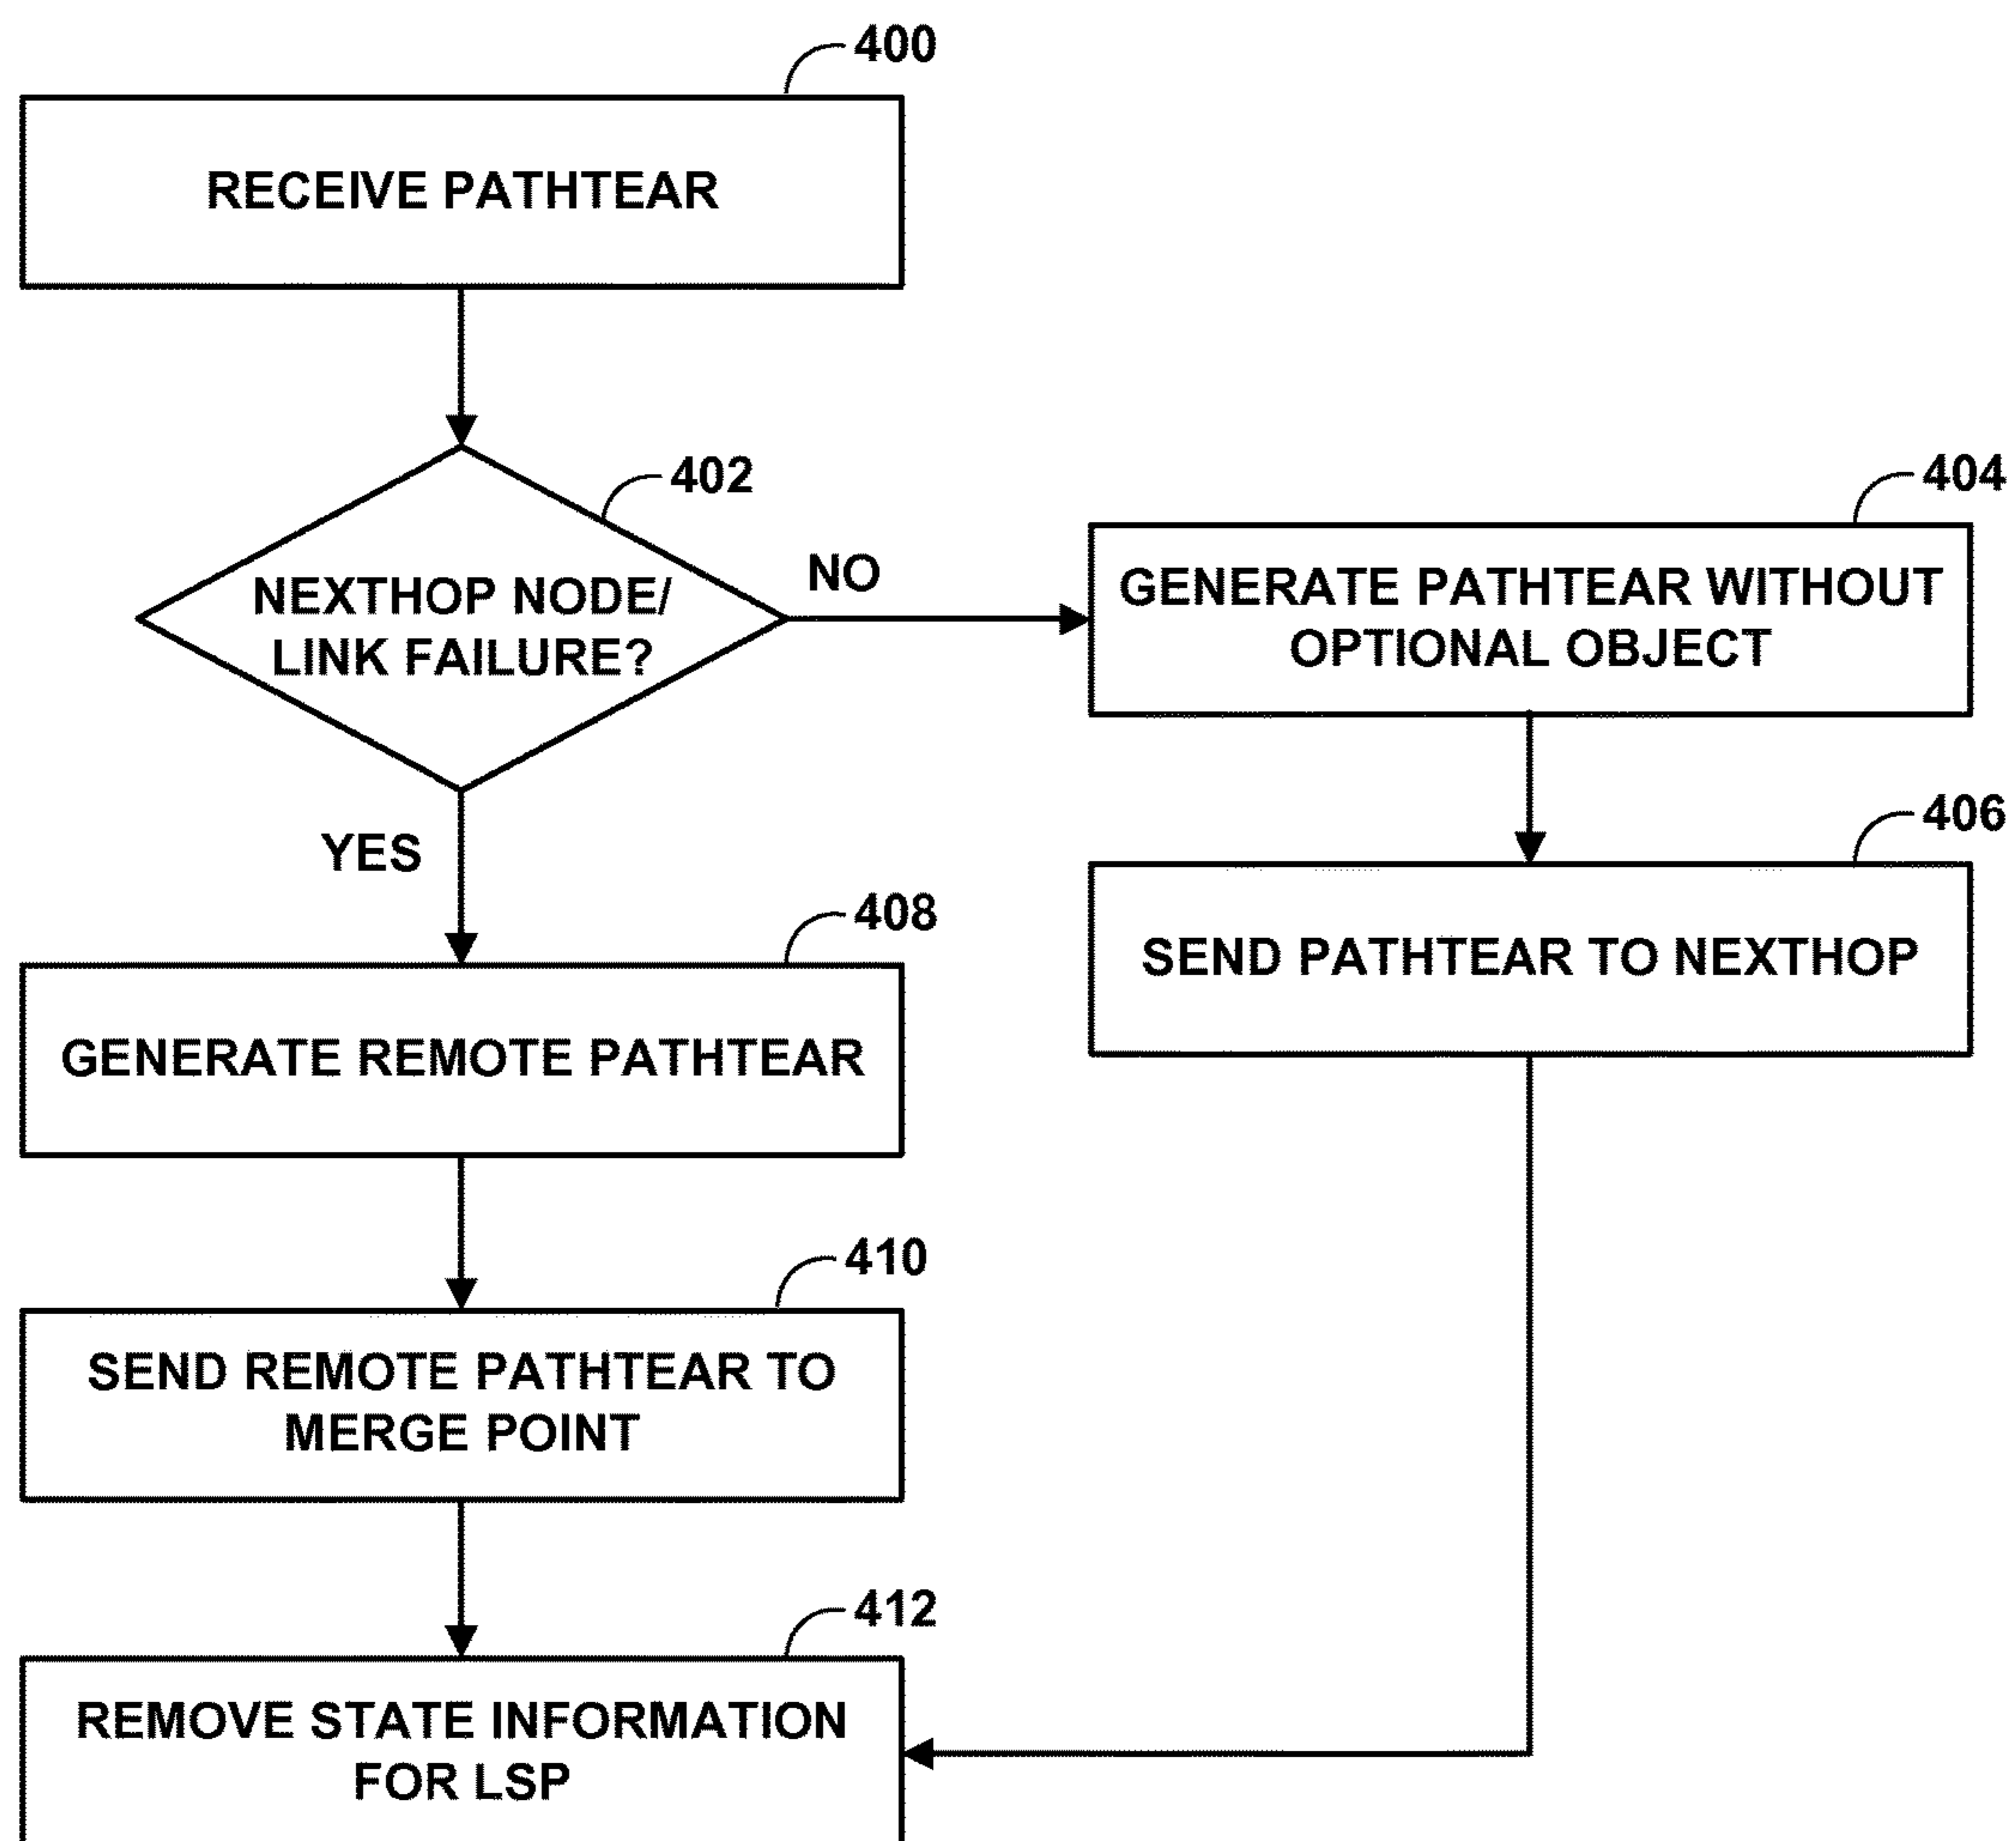 400
RECEIVE PATHTEAR
402
NEXTHOP NODE/
LINK FAILURE?
NO
YES
404
GENERATE PATHTEAR WITHOUT
OPTIONAL OBJECT
406
SEND PATHTEAR TO NEXTHOP
408
GENERATE REMOTE PATHTEAR
410
SEND REMOTE PATHTEAR TO
MERGE POINT
412
REMOVE STATE INFORMATION
FOR LSP